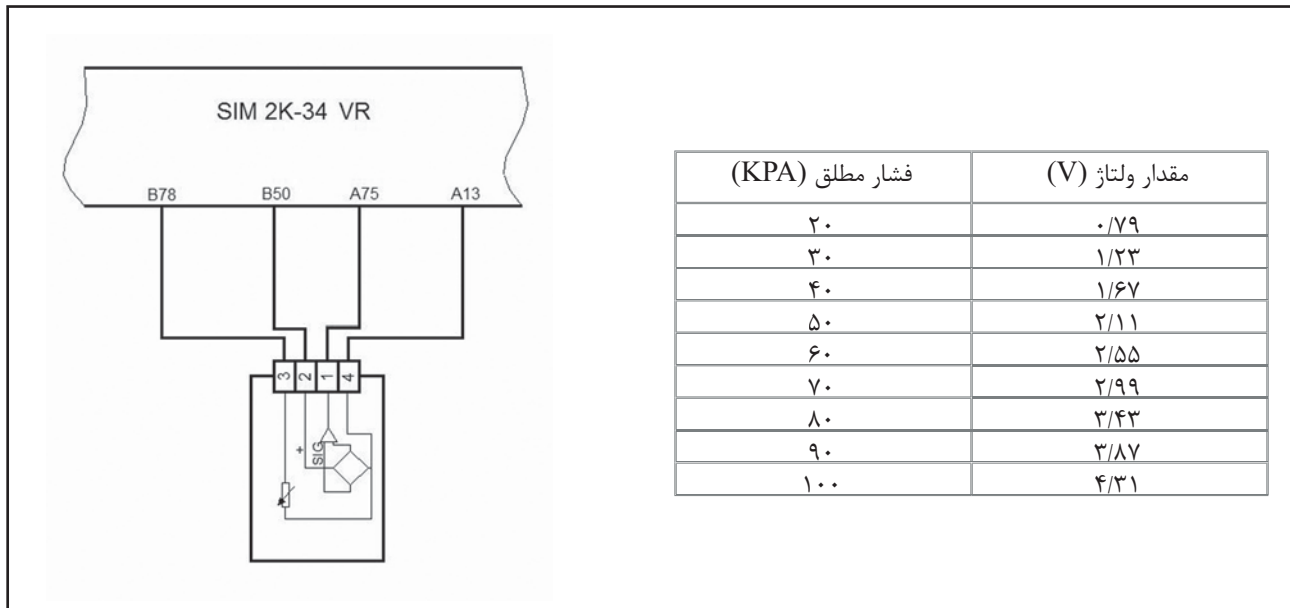 SIM 2K-34 VR
B78 B50 A75 A13
3 2 1 4
+
SIG
فشار مطلق (KPA) مقدار ولتاژ (V)
۲۰ ۰/۷۹
۳۰ ۱/۲۳
۴۰ ۱/۶۷
۵۰ ۲/۱۱
۶۰ ۲/۵۵
۷۰ ۲/۹۹
۸۰ ۳/۴۳
۹۰ ۳/۸۷
۱۰۰ ۴/۳۱